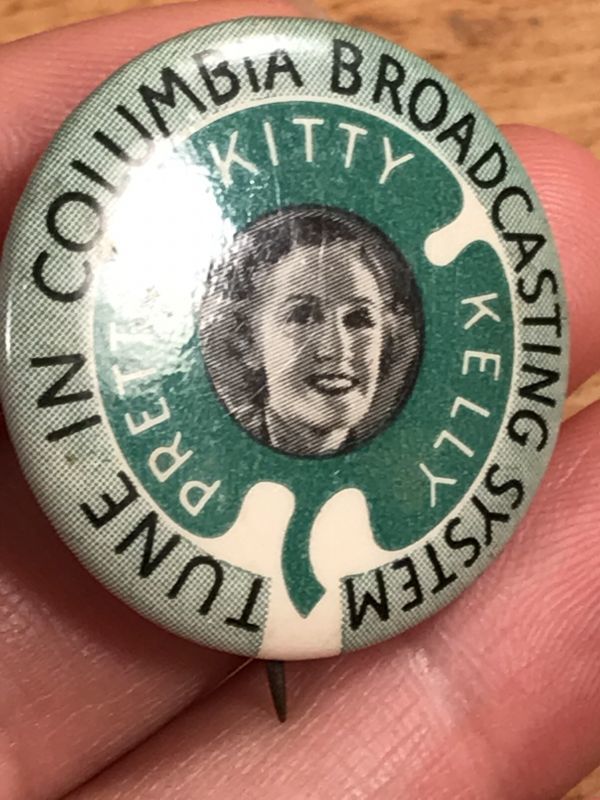 TUNE IN COLUMBIA BROADCASTING SYSTEM
PRETTY KITTY KELLY